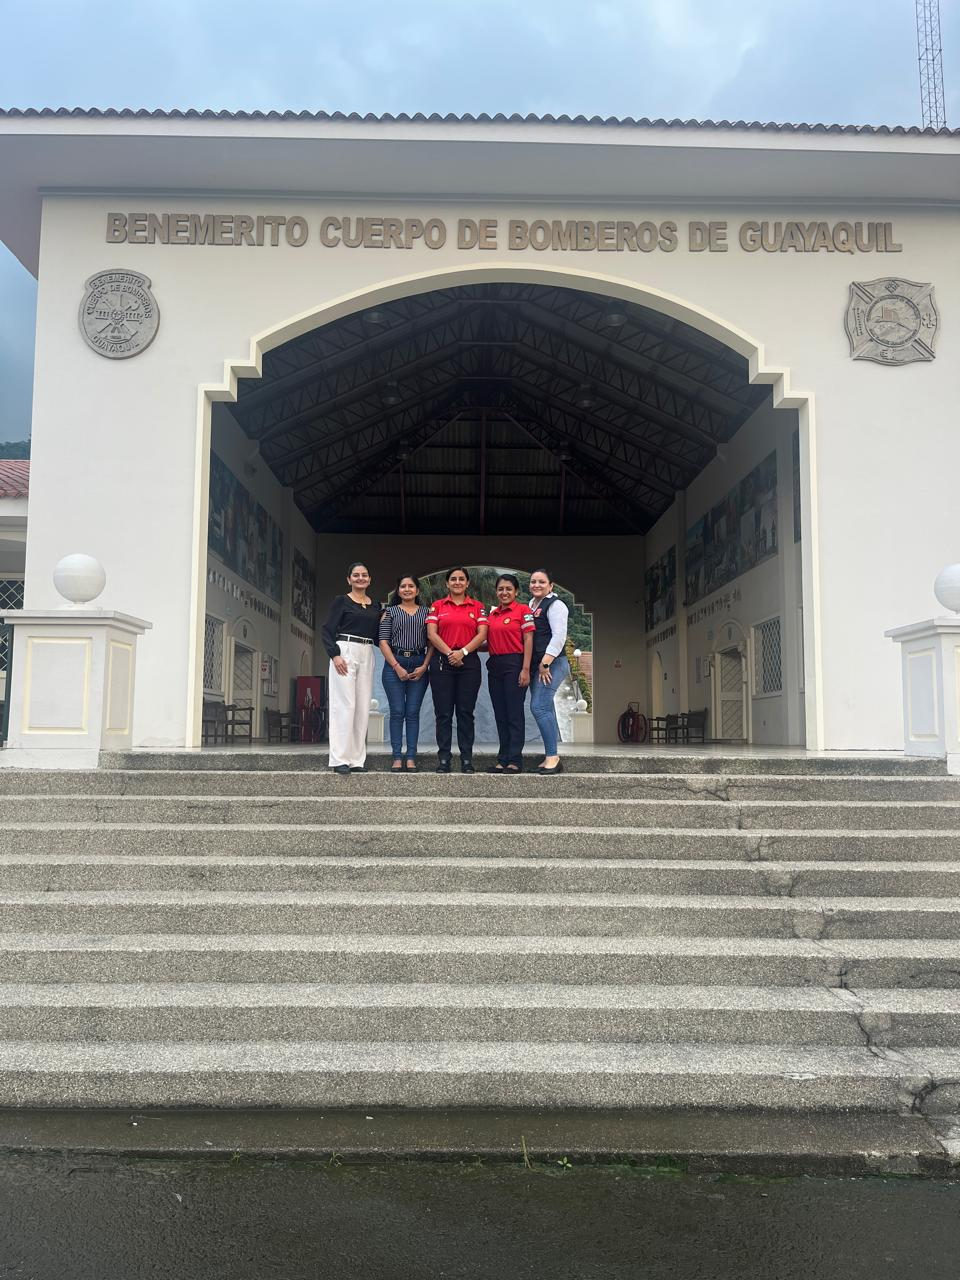 BENEMERITO CUERPO DE BOMBEROS DE GUAYAQUIL
BENEMERITO
CUERPO DE BOMBEROS
GUAYAQUIL